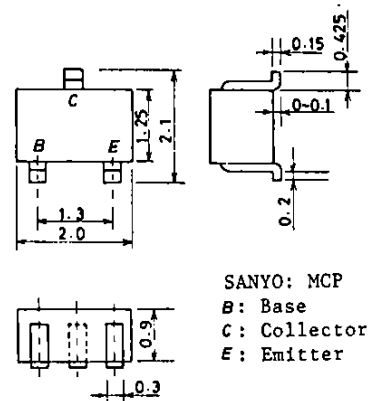 0.15
0.425
C
0~0.1
1.25
2.1
B E
0.2
1.3
2.0
SANYO: MCP
B: Base
C: Collector
E: Emitter
0.9
0.3